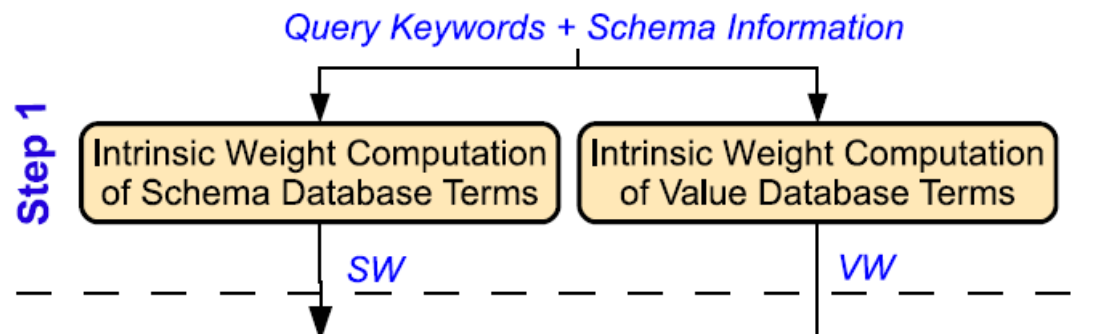 Query Keywords + Schema Information
Step 1
Intrinsic Weight Computation
of Schema Database Terms
Intrinsic Weight Computation
of Value Database Terms
SW
VW